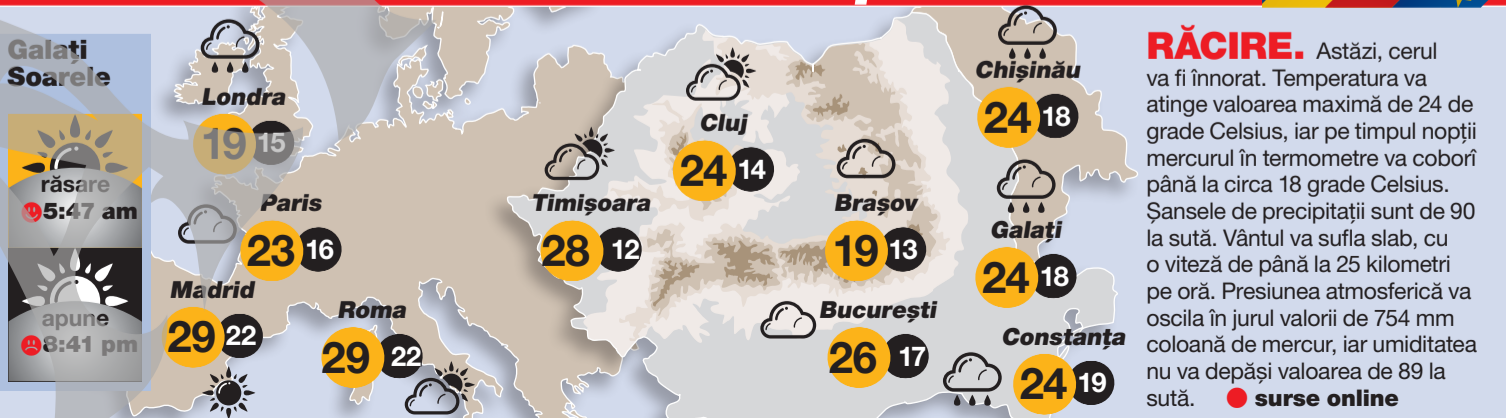 Galați
Soarele
răsare
5:47 am
apune
8:41 pm
Londra
19 15
Paris
23 16
Madrid
29 22
Roma
29 22
Timișoara
28 12
Cluj
24 14
Brașov
19 13
București
26 17
Chișinău
24 18
Galați
24 18
Constanța
24 19
RĂCIRE. Astăzi, cerul
va fi înnorat. Temperatura va
atinge valoarea maximă de 24 de
grade Celsius, iar pe timpul nopții
mercurul în termometre va coborî
până la circa 18 grade Celsius.
Șansele de precipitații sunt de 90
la sută. Vântul va sufla slab, cu
o viteză de până la 25 kilometri
pe oră. Presiunea atmosferică va
oscila în jurul valorii de 754 mm
coloană de mercur, iar umiditatea
nu va depăși valoarea de 89 la
sută. surse online